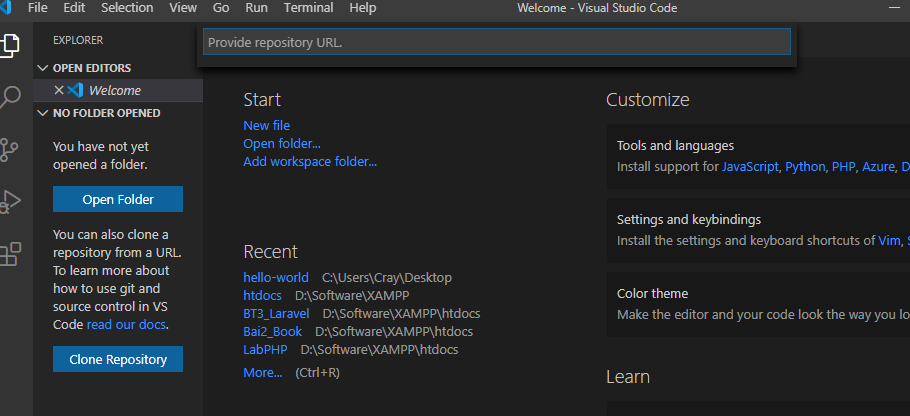 File Edit Selection View Go Run Terminal Help Welcome - Visual Studio Code
EXPLORER
Provide repository URL.
OPEN EDITORS
Welcome
NO FOLDER OPENED
You have not yet
opened a folder.
Open Folder
You can also clone a
repository from a URL.
To learn more about
how to use git and
source control in VS
Code read our docs.
Clone Repository
Start
New file
Open folder...
Add workspace folder...
Recent
hello-world C:\Users\Cray\Desktop
htdocs D:\Software\XAMPP
BT3_Laravel D:\Software\XAMPP\htdocs
Bai2_Book D:\Software\XAMPP\htdocs
LabPHP D:\Software\XAMPP\htdocs
More... (Ctrl+R)
Customize
Tools and languages
Install support for JavaScript, Python, PHP, Azure, D
Settings and keybindings
Install the settings and keyboard shortcuts of Vim,
Color theme
Make the editor and your code look the way you lo
Learn